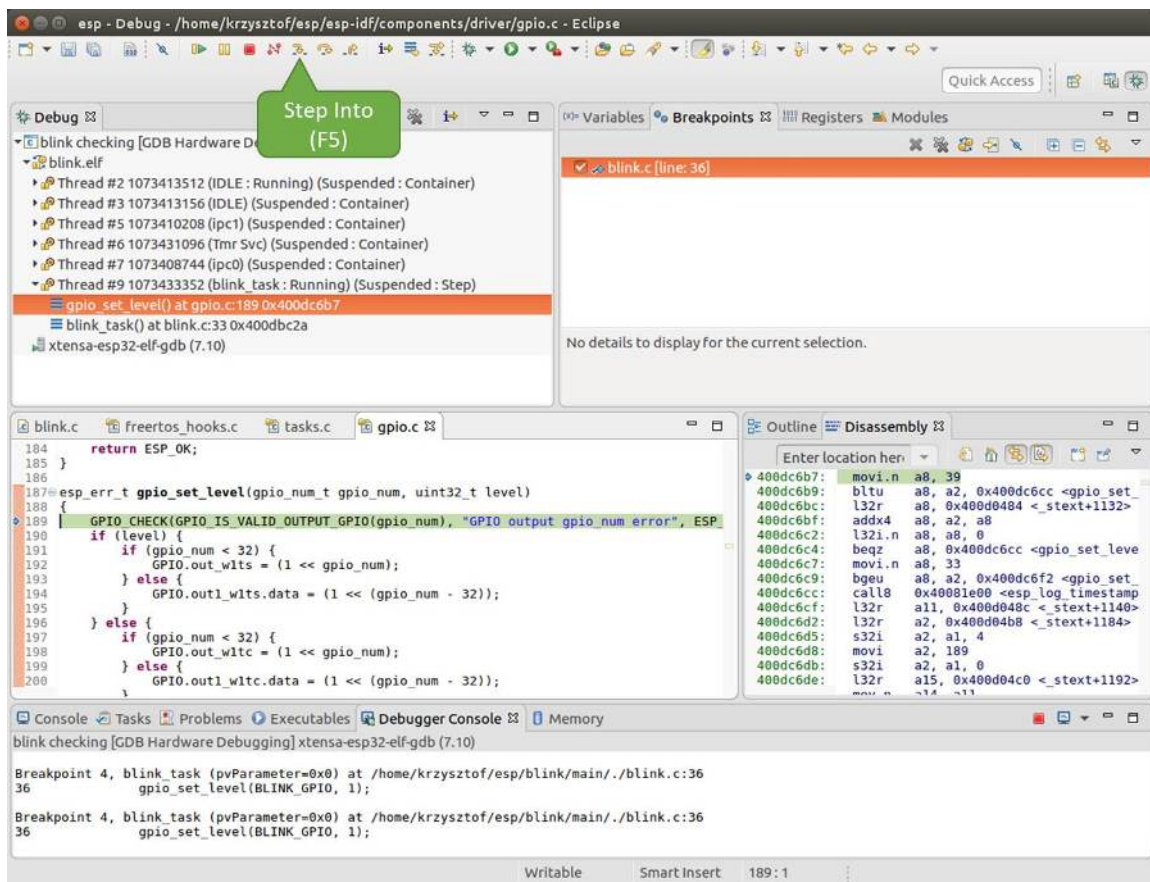 esp - Debug - /home/krzysztof/esp/esp-idf/components/driver/gpio.c - Eclipse
Quick Access
Step Into
(F5)
Debug
blink checking [GDB Hardware D
blink.elf
Thread #2 1073413512 (IDLE : Running) (Suspended : Container)
Thread #3 1073413156 (IDLE) (Suspended : Container)
Thread #5 1073410208 (ipc1) (Suspended : Container)
Thread #6 1073431096 (Tmr Svc) (Suspended : Container)
Thread #7 1073408744 (ipc0) (Suspended : Container)
Thread #9 1073433352 (blink_task : Running) (Suspended : Step)
gpio_set_level() at gpio.c:189 0x400dc6b7
blink_task() at blink.c:33 0x400dbc2a
xtensa-esp32-elf-gdb (7.10)
(x)= Variables Breakpoints Registers Modules
blink.c [line: 36]
No details to display for the current selection.
blink.c freertos_hooks.c tasks.c gpio.c
184 return ESP_OK;
185 }
186
187 esp_err_t gpio_set_level(gpio_num_t gpio_num, uint32_t level)
188 {
189 GPIO_CHECK(GPIO_IS_VALID_OUTPUT_GPIO(gpio_num), "GPIO output gpio_num error", ESP_
190 if (level) {
191 if (gpio_num < 32) {
192 GPIO.out_w1ts = (1 << gpio_num);
193 } else {
194 GPIO.out1_w1ts.data = (1 << (gpio_num - 32));
195 }
196 } else {
197 if (gpio_num < 32) {
198 GPIO.out_w1tc = (1 << gpio_num);
199 } else {
200 GPIO.out1_w1tc.data = (1 << (gpio_num - 32));
}
Outline Disassembly
Enter location her
400dc6b7: movi.n a8, 39
400dc6b9: bltu a8, a2, 0x400dc6cc <gpio_set_
400dc6bc: l32r a8, 0x400d0484 <_stext+1132>
400dc6bf: addx4 a8, a2, a8
400dc6c2: l32i.n a8, a8, 0
400dc6c4: beqz a8, 0x400dc6cc <gpio_set_leve
400dc6c7: movi.n a8, 33
400dc6c9: bgeu a8, a2, 0x400dc6f2 <gpio_set_
400dc6cc: call8 0x40081e00 <esp_log_timestamp
400dc6cf: l32r a11, 0x400d048c <_stext+1140>
400dc6d2: l32r a2, 0x400d04b8 <_stext+1184>
400dc6d5: s32i a2, a1, 4
400dc6d8: movi a2, 189
400dc6db: s32i a2, a1, 0
400dc6de: l32r a15, 0x400d04c0 <_stext+1192>
Console Tasks Problems Executables Debugger Console Memory
blink checking [GDB Hardware Debugging] xtensa-esp32-elf-gdb (7.10)
Breakpoint 4, blink_task (pvParameter=0x0) at /home/krzysztof/esp/blink/main/./blink.c:36
36 gpio_set_level(BLINK_GPIO, 1);
Breakpoint 4, blink_task (pvParameter=0x0) at /home/krzysztof/esp/blink/main/./blink.c:36
36 gpio_set_level(BLINK_GPIO, 1);
Writable Smart Insert 189 : 1